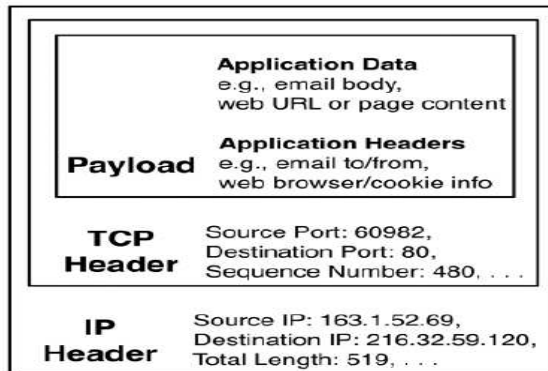 Application Data
e.g., email body,
web URL or page content
Application Headers
Payload e.g., email to/from,
web browser/cookie info
TCP Header
Source Port: 60982,
Destination Port: 80,
Sequence Number: 480, . . .
IP Header
Source IP: 163.1.52.69,
Destination IP: 216.32.59.120,
Total Length: 519, . . .